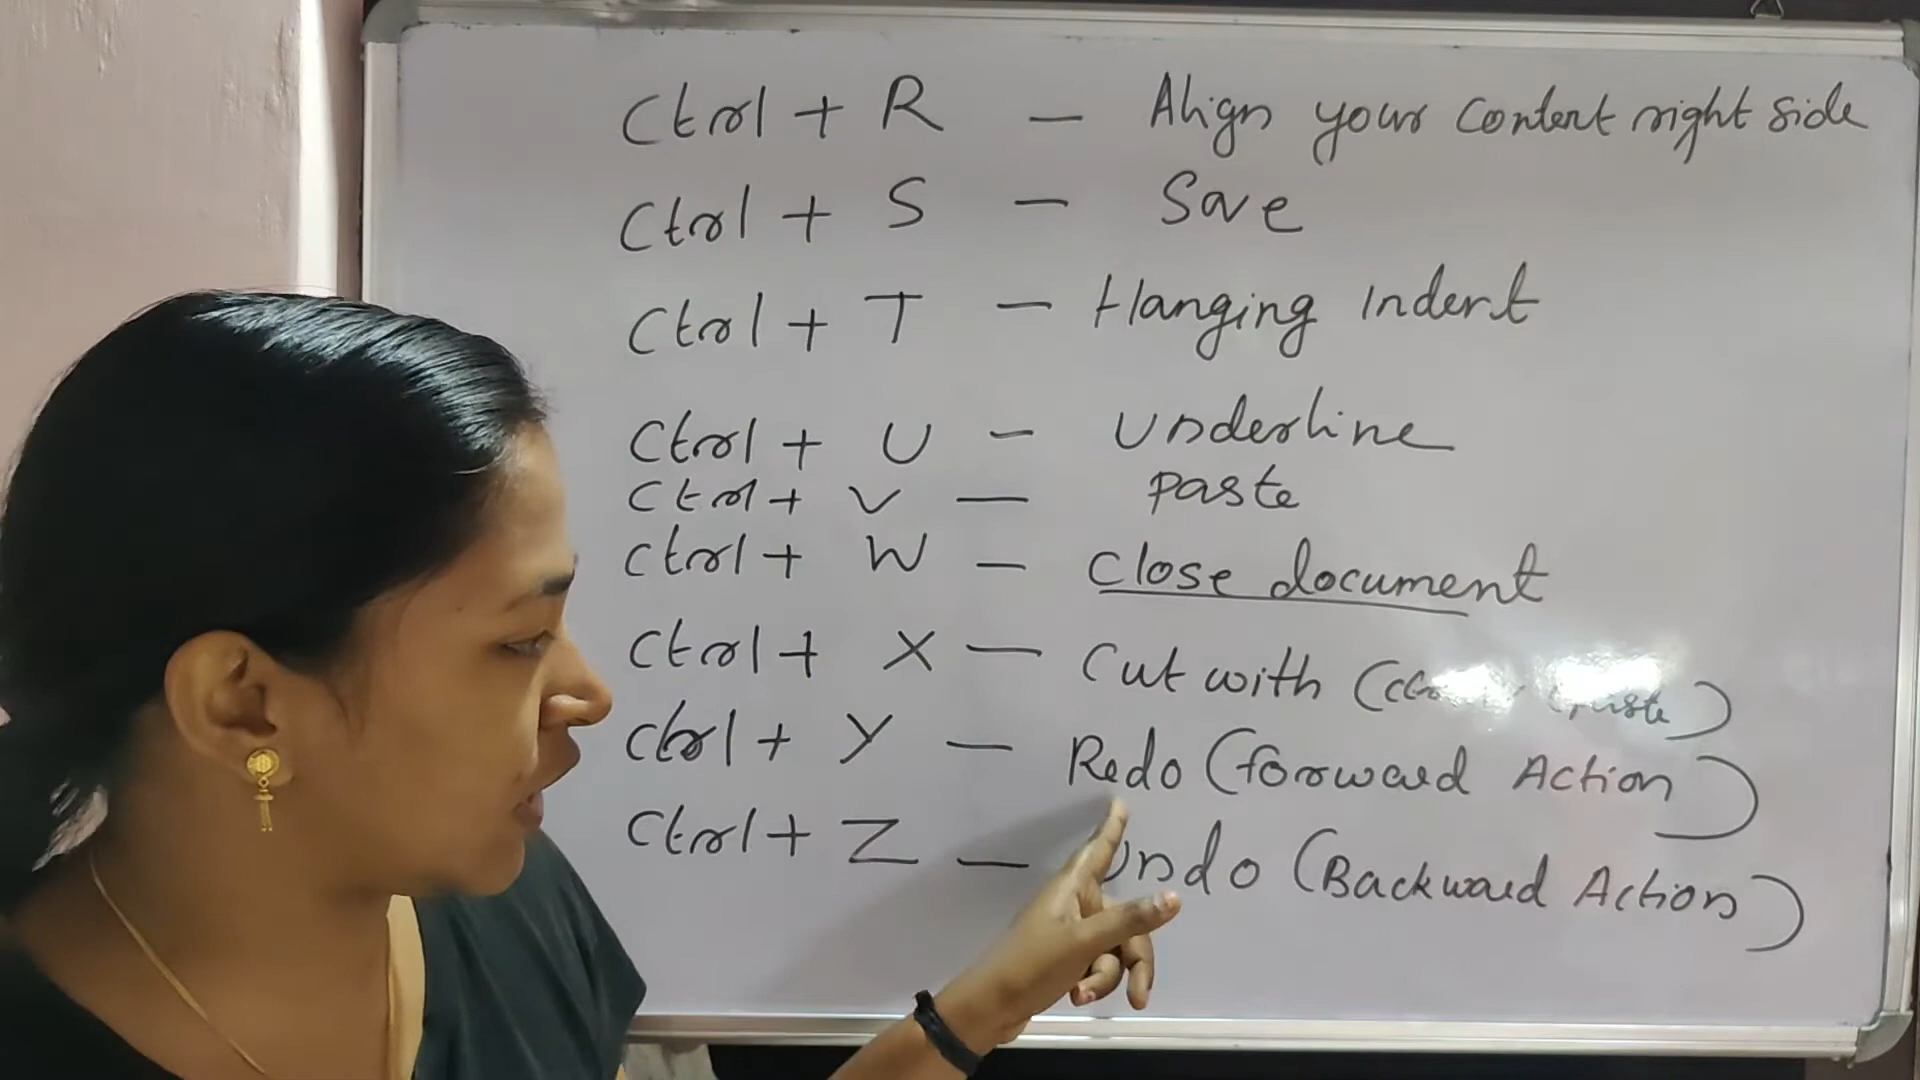 Ctrl + R — Align your content right side
Ctrl + S — Save
Ctrl + T — Hanging Indent
Ctrl + U — Underline
Ctrl + V — paste
Ctrl + W — close document
Ctrl + X — Cut with (
Ctrl + Y — Redo (forward Action)
Ctrl + Z — Undo (Backward Action)